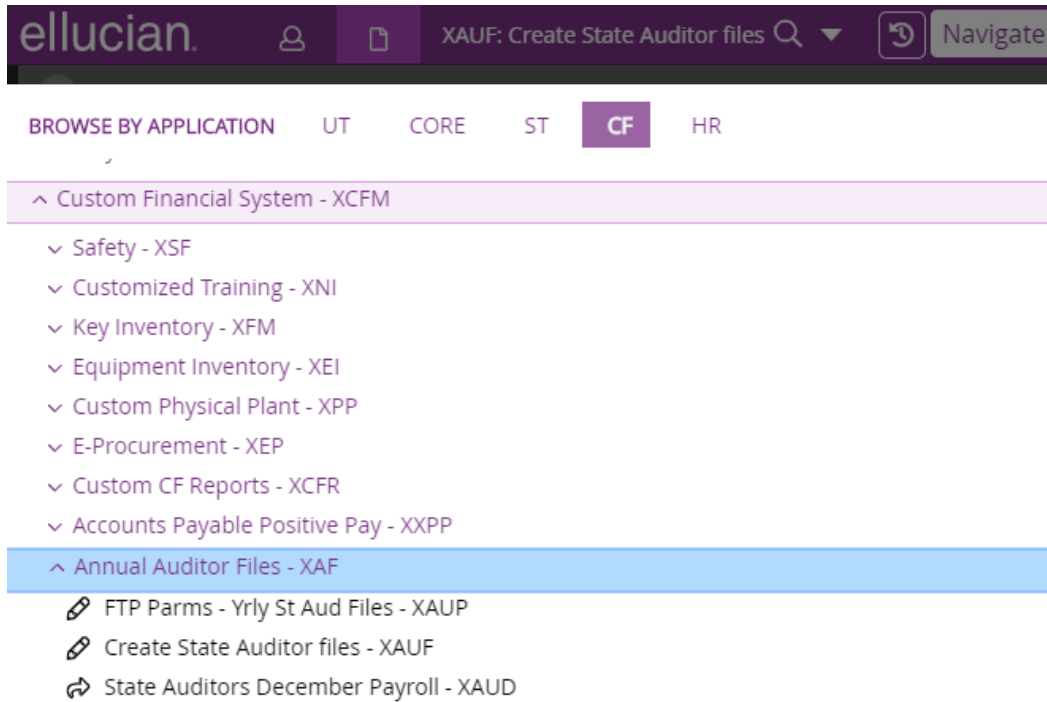 ellucian.
XAUF: Create State Auditor files
Navigate
BROWSE BY APPLICATION UT CORE ST CF HR
Custom Financial System - XCFM
Safety - XSF
Customized Training - XNI
Key Inventory - XFM
Equipment Inventory - XEI
Custom Physical Plant - XPP
E-Procurement - XEP
Custom CF Reports - XCFR
Accounts Payable Positive Pay - XXPP
Annual Auditor Files - XAF
FTP Parms - Yrly St Aud Files - XAUP
Create State Auditor files - XAUF
State Auditors December Payroll - XAUD